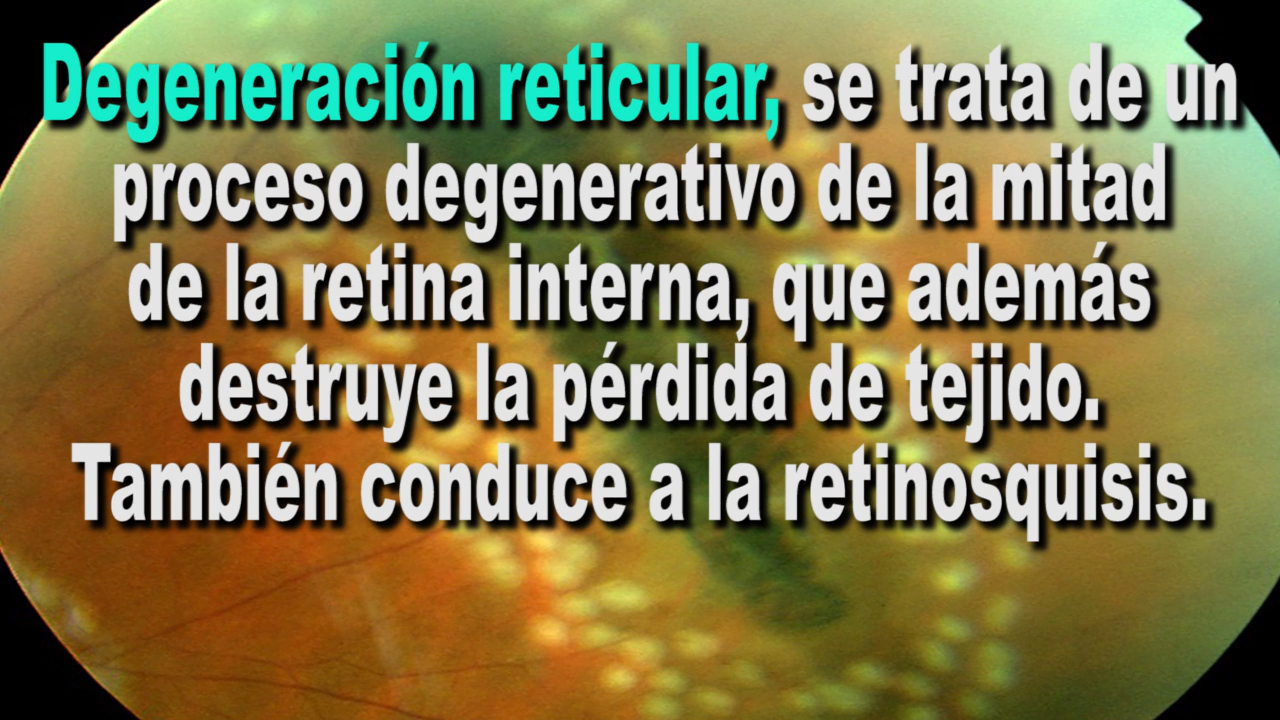 Degeneración reticular, se trata de un
proceso degenerativo de la mitad
de la retina interna, que además
destruye la pérdida de tejido.
También conduce a la retinosquisis.